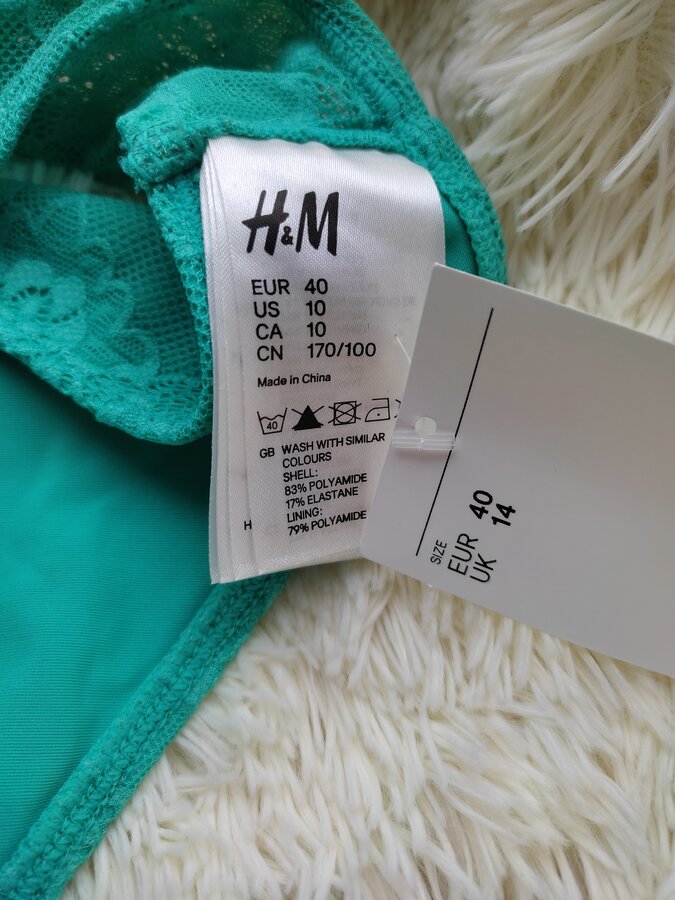 H&M
EUR 40
US 10
CA 10
CN 170/100
Made in China
40
GB WASH WITH SIMILAR
COLOURS
SHELL:
83% POLYAMIDE
17% ELASTANE
LINING:
79% POLYAMIDE
H
SIZE
EUR 40
UK 14